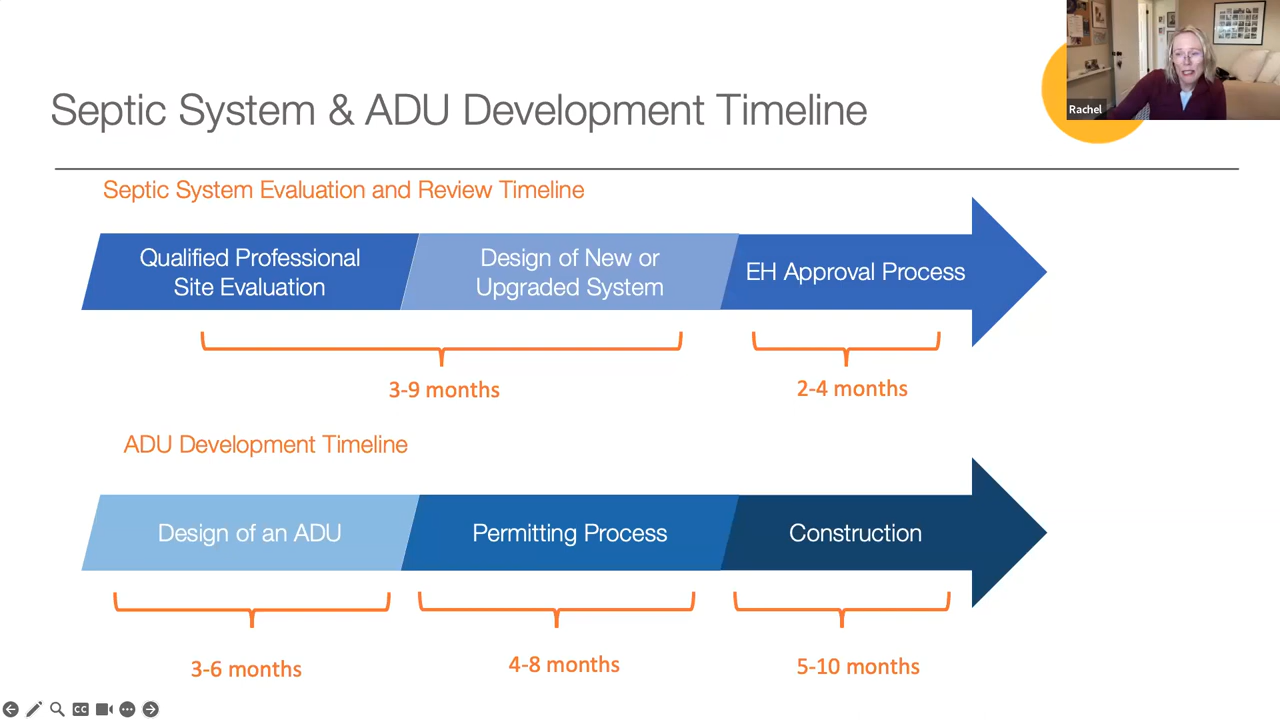 Septic System & ADU Development Timeline
Rachel
Septic System Evaluation and Review Timeline
Qualified Professional
Site Evaluation
Design of New or
Upgraded System
EH Approval Process
3-9 months
2-4 months
ADU Development Timeline
Design of an ADU
Permitting Process
Construction
3-6 months
4-8 months
5-10 months
CC